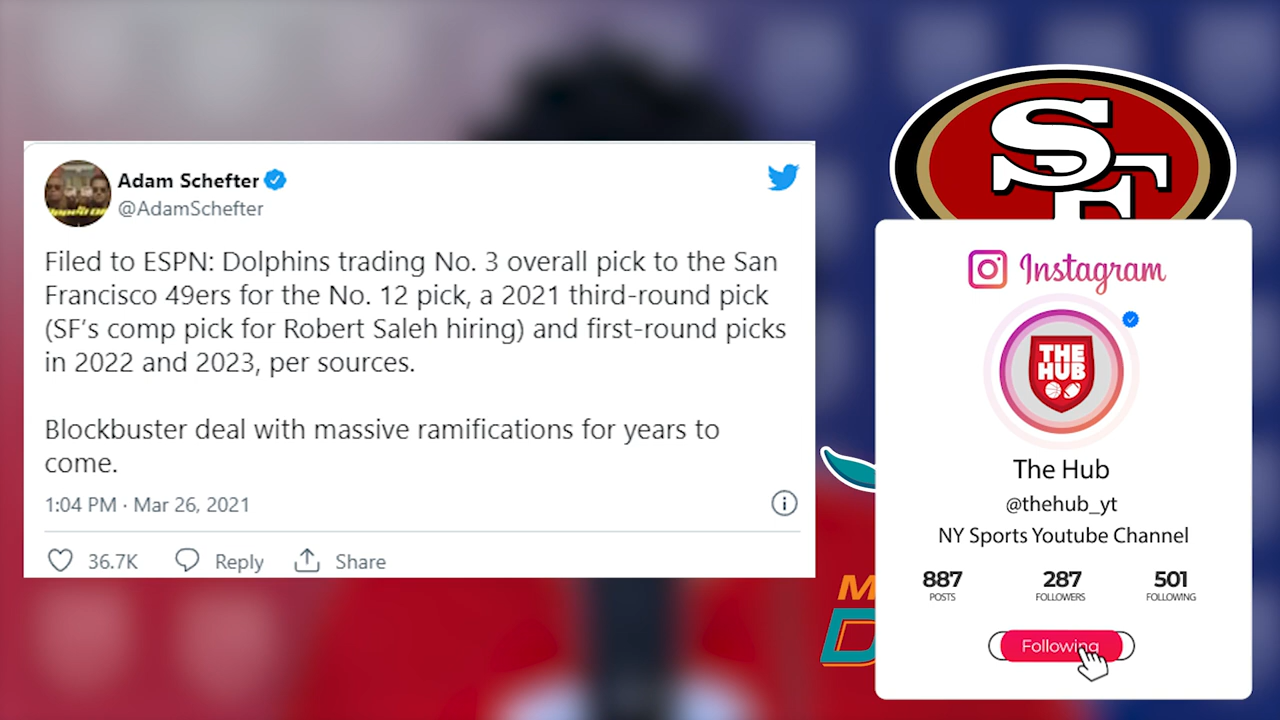 Adam Schefter
@AdamSchefter
Filed to ESPN: Dolphins trading No. 3 overall pick to the San
Francisco 49ers for the No. 12 pick, a 2021 third-round pick
(SF's comp pick for Robert Saleh hiring) and first-round picks
in 2022 and 2023, per sources.
Blockbuster deal with massive ramifications for years to
come.
1:04 PM · Mar 26, 2021
36.7K
Reply
Share
SF
Instagram
THE
HUB
The Hub
@thehub_yt
NY Sports Youtube Channel
887
POSTS
287
FOLLOWERS
501
FOLLOWING
Following
M
D